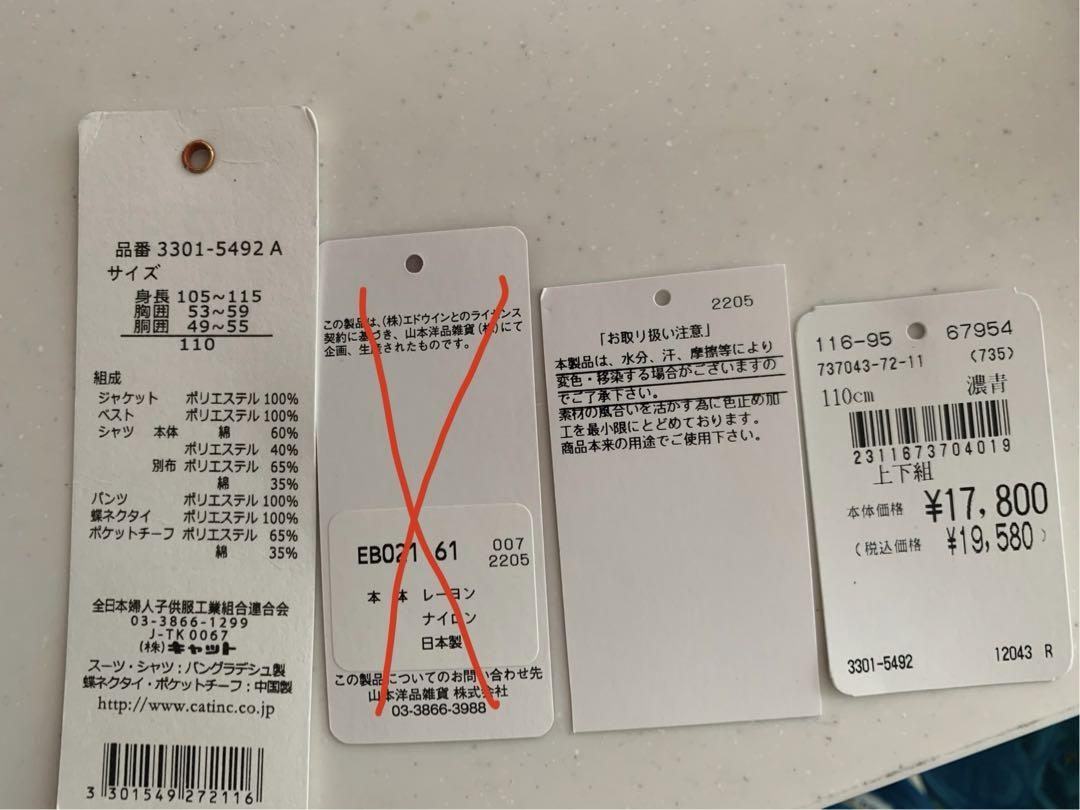 品番 3301-5492 A
サイズ
身長 105～115
胸囲 53～59
胴囲 49～55
110
組成
ジャケット ポリエステル 100%
ベスト ポリエステル 100%
シャツ 本体 綿 60%
ポリエステル 40%
別布 ポリエステル 65%
綿 35%
パンツ ポリエステル 100%
蝶ネクタイ ポリエステル 100%
ポケットチーフ ポリエステル 65%
綿 35%
全日本婦人子供服工業組合連合会
03-3866-1299
J-TK0067
(株)キャット
スーツ・シャツ：バングラデシュ製
蝶ネクタイ・ポケットチーフ：中国製
http://www.catinc.co.jp
3 301549 272116
この製品は、(株)エドウインとのライセンス
契約に基づき、山本洋品雑貨(株)にて
企画、生産されたものです。
EB021 61 007
2205
本体 レーヨン
ナイロン
日本製
この製品についてのお問い合わせ先
山本洋品雑貨 株式会社
03-3866-3988
2205
「お取り扱い注意」
本製品は、水分、汗、摩擦等により
変色・移染する場合がございますの
でご了承下さい。
素材の風合いを活かす為に色止め加
工を最小限にとどめております。
商品本来の用途でご使用下さい。
116-95 67954
737043-72-11 (735)
110cm 濃青
2311673704019
上下組
本体価格 ¥17,800
(税込価格 ¥19,580)
3301-5492 12043 R